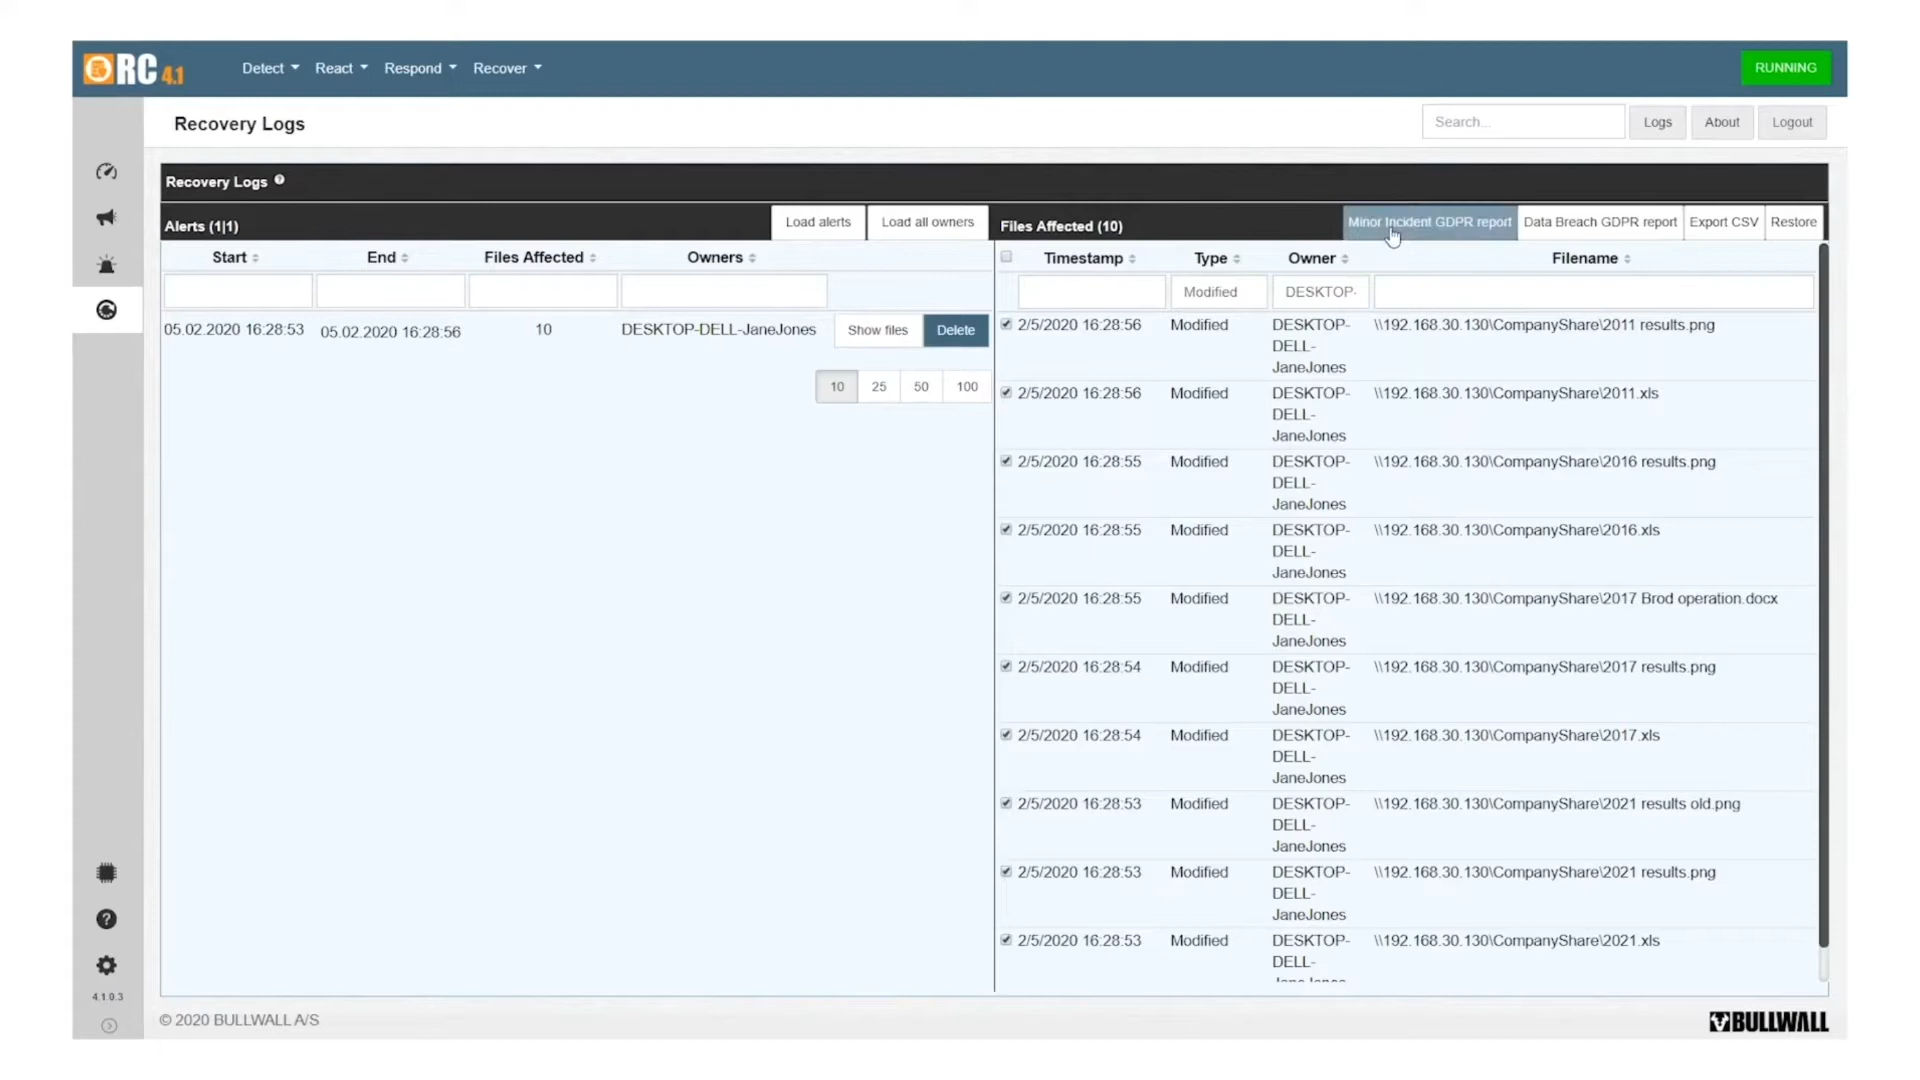 RC 4.1
Detect React Respond Recover
RUNNING
Recovery Logs
Search...
Logs
About
Logout
Recovery Logs
Alerts (1|1)
Load alerts
Load all owners
Start
End
Files Affected
Owners
05.02.2020 16:28:53 05.02.2020 16:28:56 10 DESKTOP-DELL-JaneJones Show files Delete
10 25 50 100
Files Affected (10)
Minor Incident GDPR report
Data Breach GDPR report
Export CSV
Restore
Timestamp
Type
Owner
Filename
Modified
DESKTOP-
2/5/2020 16:28:56 Modified DESKTOP- \\192.168.30.130\CompanyShare\2011 results.png
DELL-
JaneJones
2/5/2020 16:28:56 Modified DESKTOP- \\192.168.30.130\CompanyShare\2011.xls
DELL-
JaneJones
2/5/2020 16:28:55 Modified DESKTOP- \\192.168.30.130\CompanyShare\2016 results.png
DELL-
JaneJones
2/5/2020 16:28:55 Modified DESKTOP- \\192.168.30.130\CompanyShare\2016.xls
DELL-
JaneJones
2/5/2020 16:28:55 Modified DESKTOP- \\192.168.30.130\CompanyShare\2017 Brod operation.docx
DELL-
JaneJones
2/5/2020 16:28:54 Modified DESKTOP- \\192.168.30.130\CompanyShare\2017 results.png
DELL-
JaneJones
2/5/2020 16:28:54 Modified DESKTOP- \\192.168.30.130\CompanyShare\2017.xls
DELL-
JaneJones
2/5/2020 16:28:53 Modified DESKTOP- \\192.168.30.130\CompanyShare\2021 results old.png
DELL-
JaneJones
2/5/2020 16:28:53 Modified DESKTOP- \\192.168.30.130\CompanyShare\2021 results.png
DELL-
JaneJones
2/5/2020 16:28:53 Modified DESKTOP- \\192.168.30.130\CompanyShare\2021.xls
DELL-
4.1.0.3
© 2020 BULLWALL A/S
BULLWALL